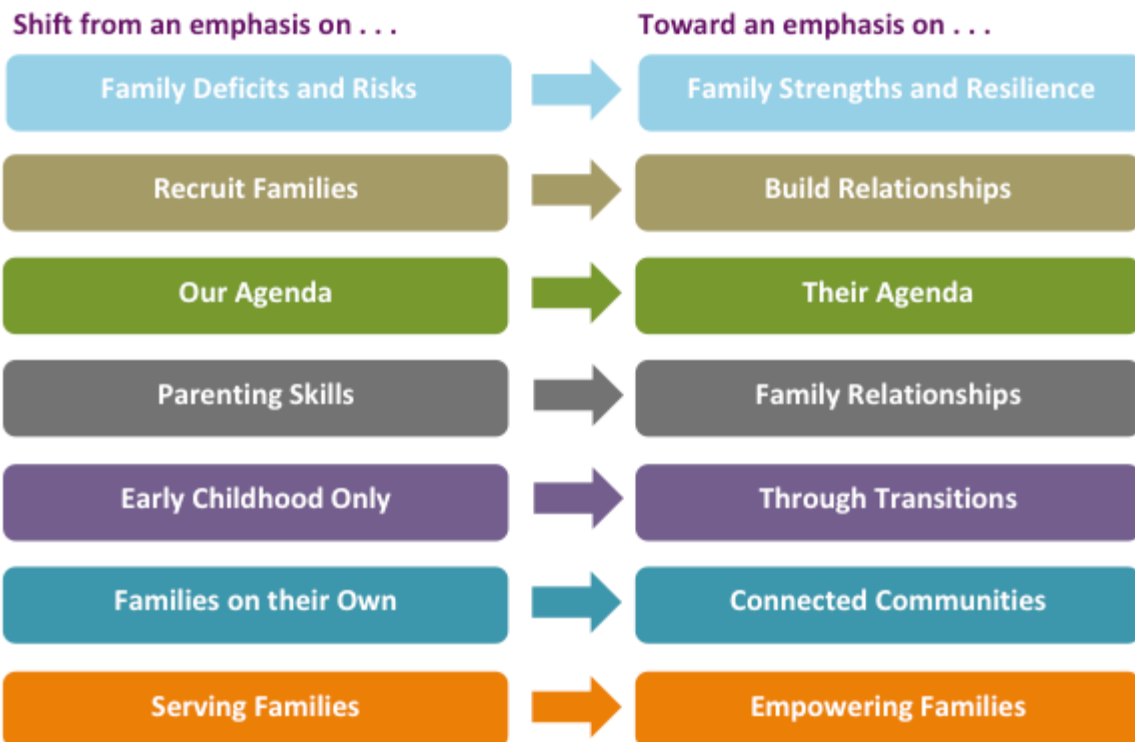 Shift from an emphasis on . . .
Toward an emphasis on . . .
Family Deficits and Risks
Family Strengths and Resilience
Recruit Families
Build Relationships
Our Agenda
Their Agenda
Parenting Skills
Family Relationships
Early Childhood Only
Through Transitions
Families on their Own
Connected Communities
Serving Families
Empowering Families